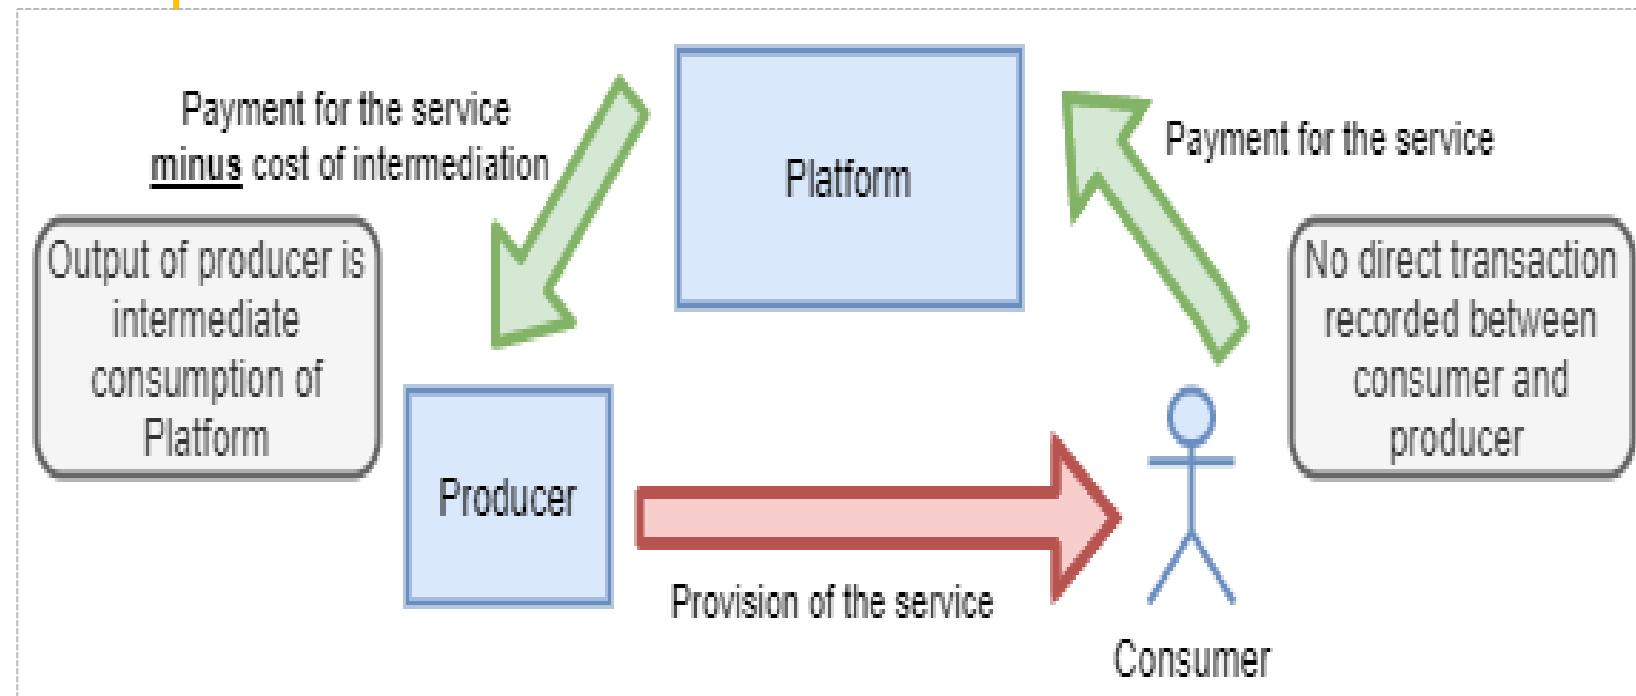 Payment for the service
minus cost of intermediation
Platform
Payment for the service
Output of producer is
intermediate
consumption of
Platform
No direct transaction
recorded between
consumer and
producer
Producer
Provision of the service
Consumer